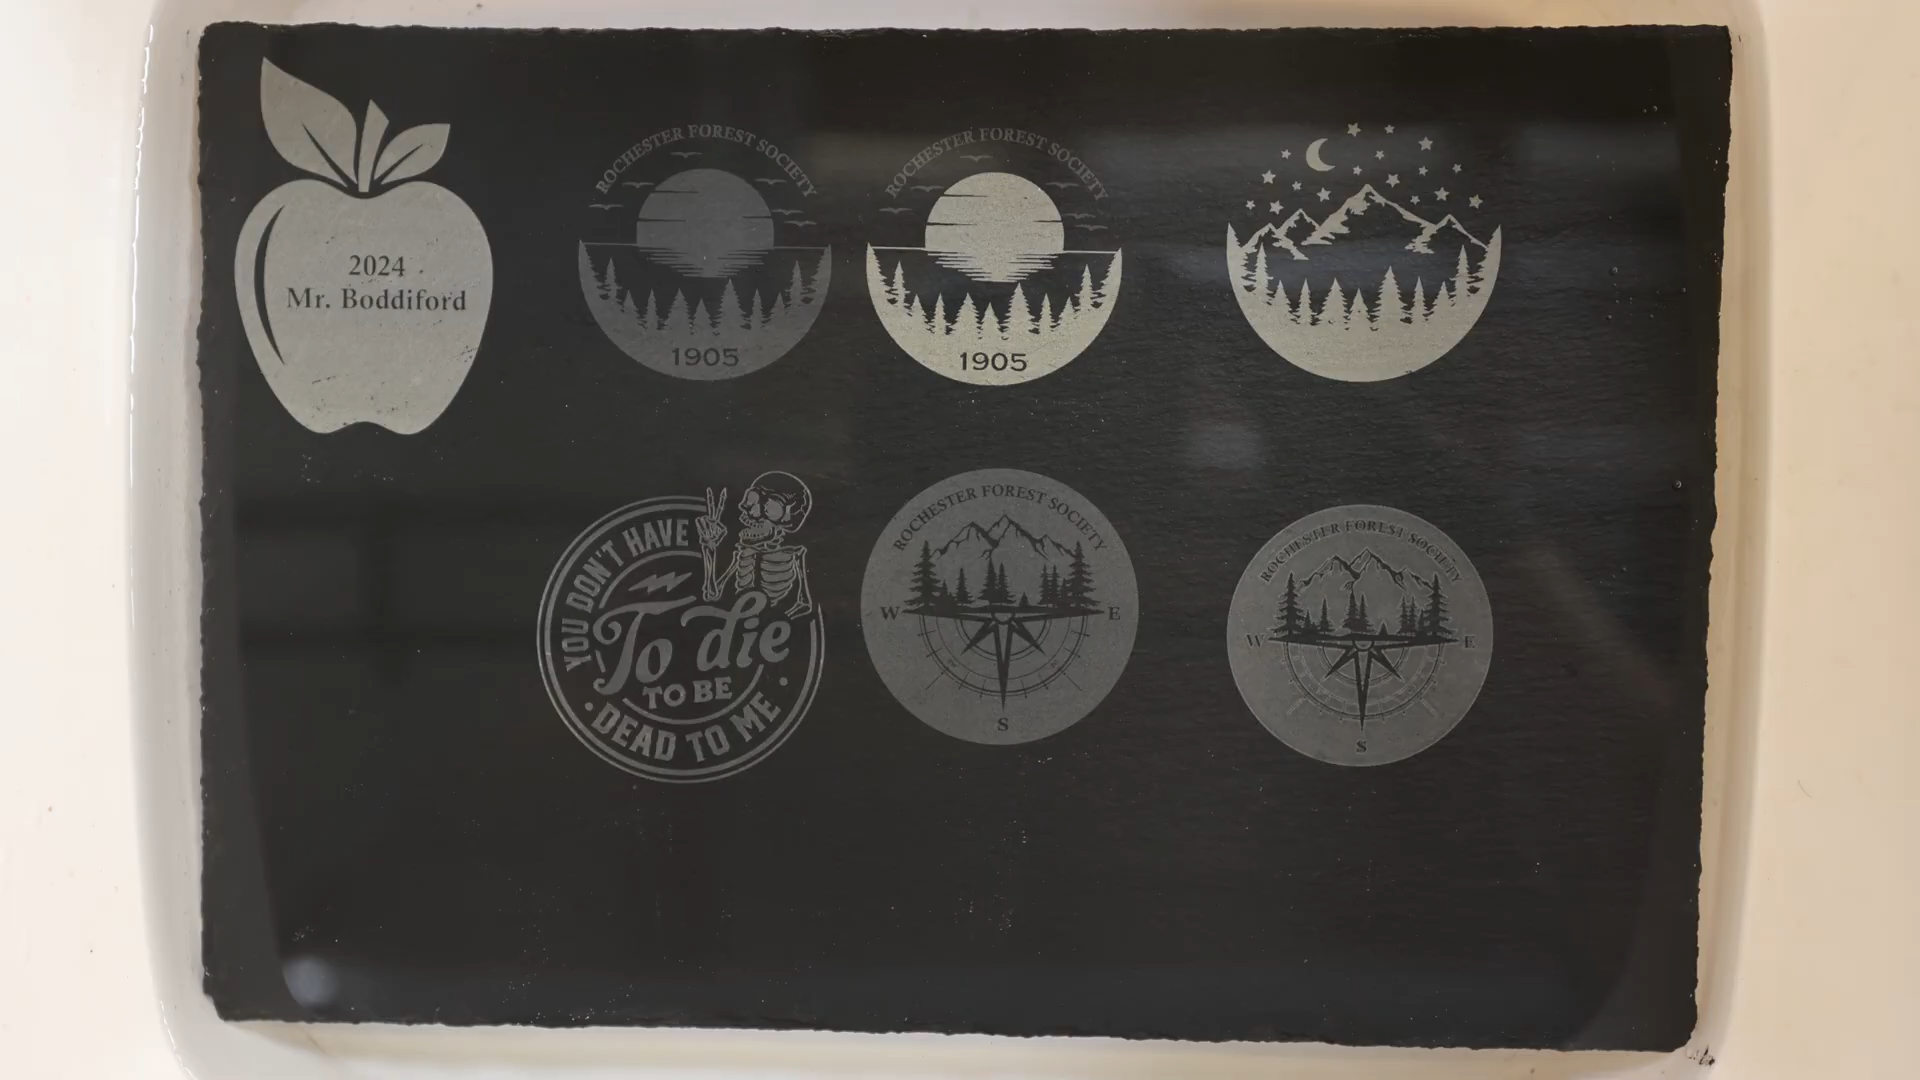 2024
Mr. Boddiford
ROCHESTER FOREST SOCIETY
1905
ROCHESTER FOREST SOCIETY
1905
YOU DON'T HAVE
To die
TO BE
• DEAD TO ME •
ROCHESTER FOREST SOCIETY
W E
S
ROCHESTER FOREST SOCIETY
W E
S